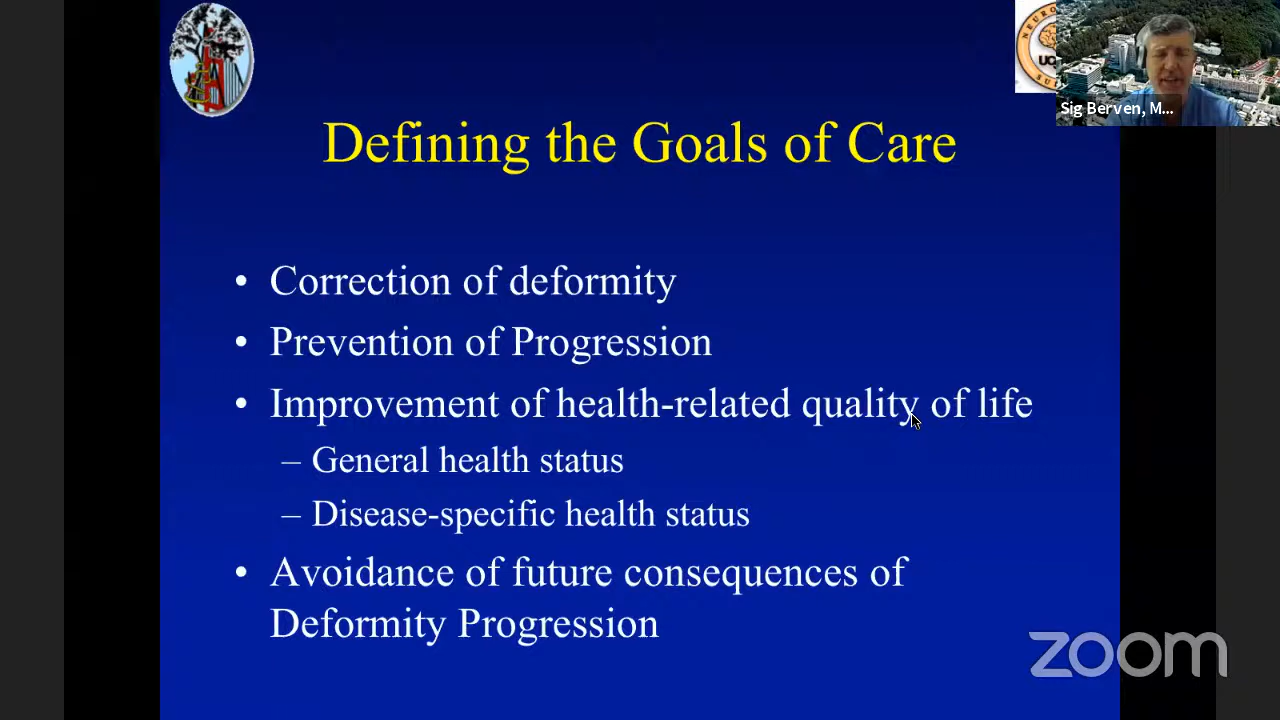 Sig Berven, M...
Defining the Goals of Care
• Correction of deformity
• Prevention of Progression
• Improvement of health-related quality of life
– General health status
– Disease-specific health status
• Avoidance of future consequences of
Deformity Progression
zoom